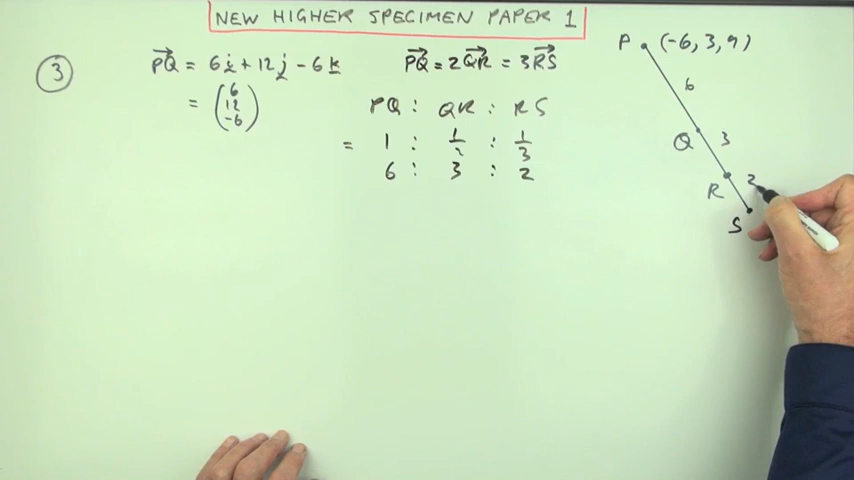 NEW HIGHER SPECIMEN PAPER 1
3
PQ = 6i + 12j - 6k
= (6 12 -6)
PQ = 2QR = 3RS
PQ : QR : RS
= 1 : 1/2 : 1/3
6 : 3 : 2
P (-6, 3, 9)
6
Q 3
R 2
S